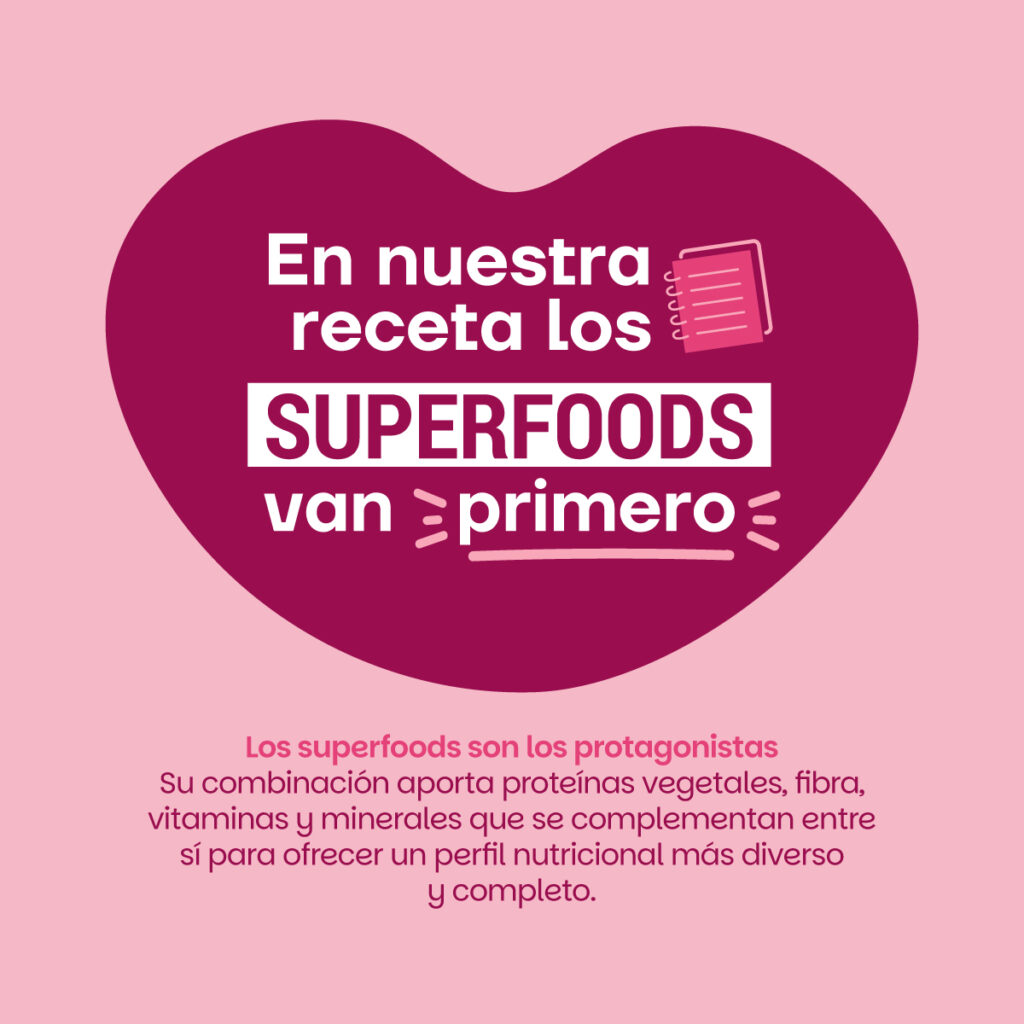 En nuestra
receta los
SUPERFOODS
van primero
Los superfoods son los protagonistas
Su combinación aporta proteínas vegetales, fibra,
vitaminas y minerales que se complementan entre
sí para ofrecer un perfil nutricional más diverso
y completo.